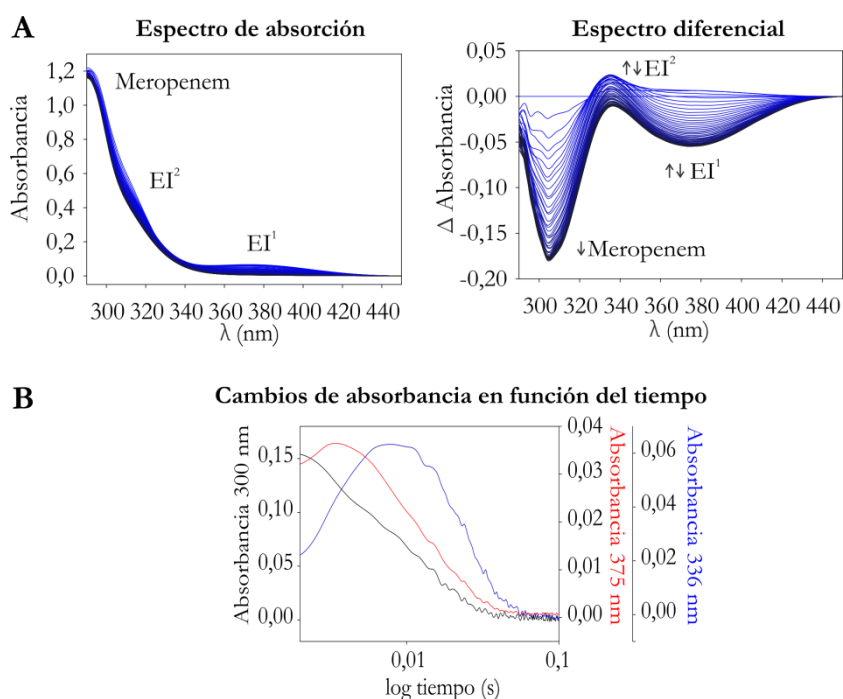 A
Espectro de absorción
Espectro diferencial
Absorbancia
1,2
1,0
0,8
0,6
0,4
0,2
0,0
Meropenem
EI²
EI¹
300 320 340 360 380 400 420 440
λ (nm)
Δ Absorbancia
0,05
0,00
-0,05
-0,10
-0,15
-0,20
↑↓EI²
↑↓EI¹
↓Meropenem
300 320 340 360 380 400 420 440
λ (nm)
B
Cambios de absorbancia en función del tiempo
Absorbancia 300 nm
0,15
0,10
0,05
0,00
0,04
0,03
0,02
0,01
0,00
Absorbancia 375 nm
0,06
0,04
0,02
0,00
Absorbancia 336 nm
0,01
0,1
log tiempo (s)